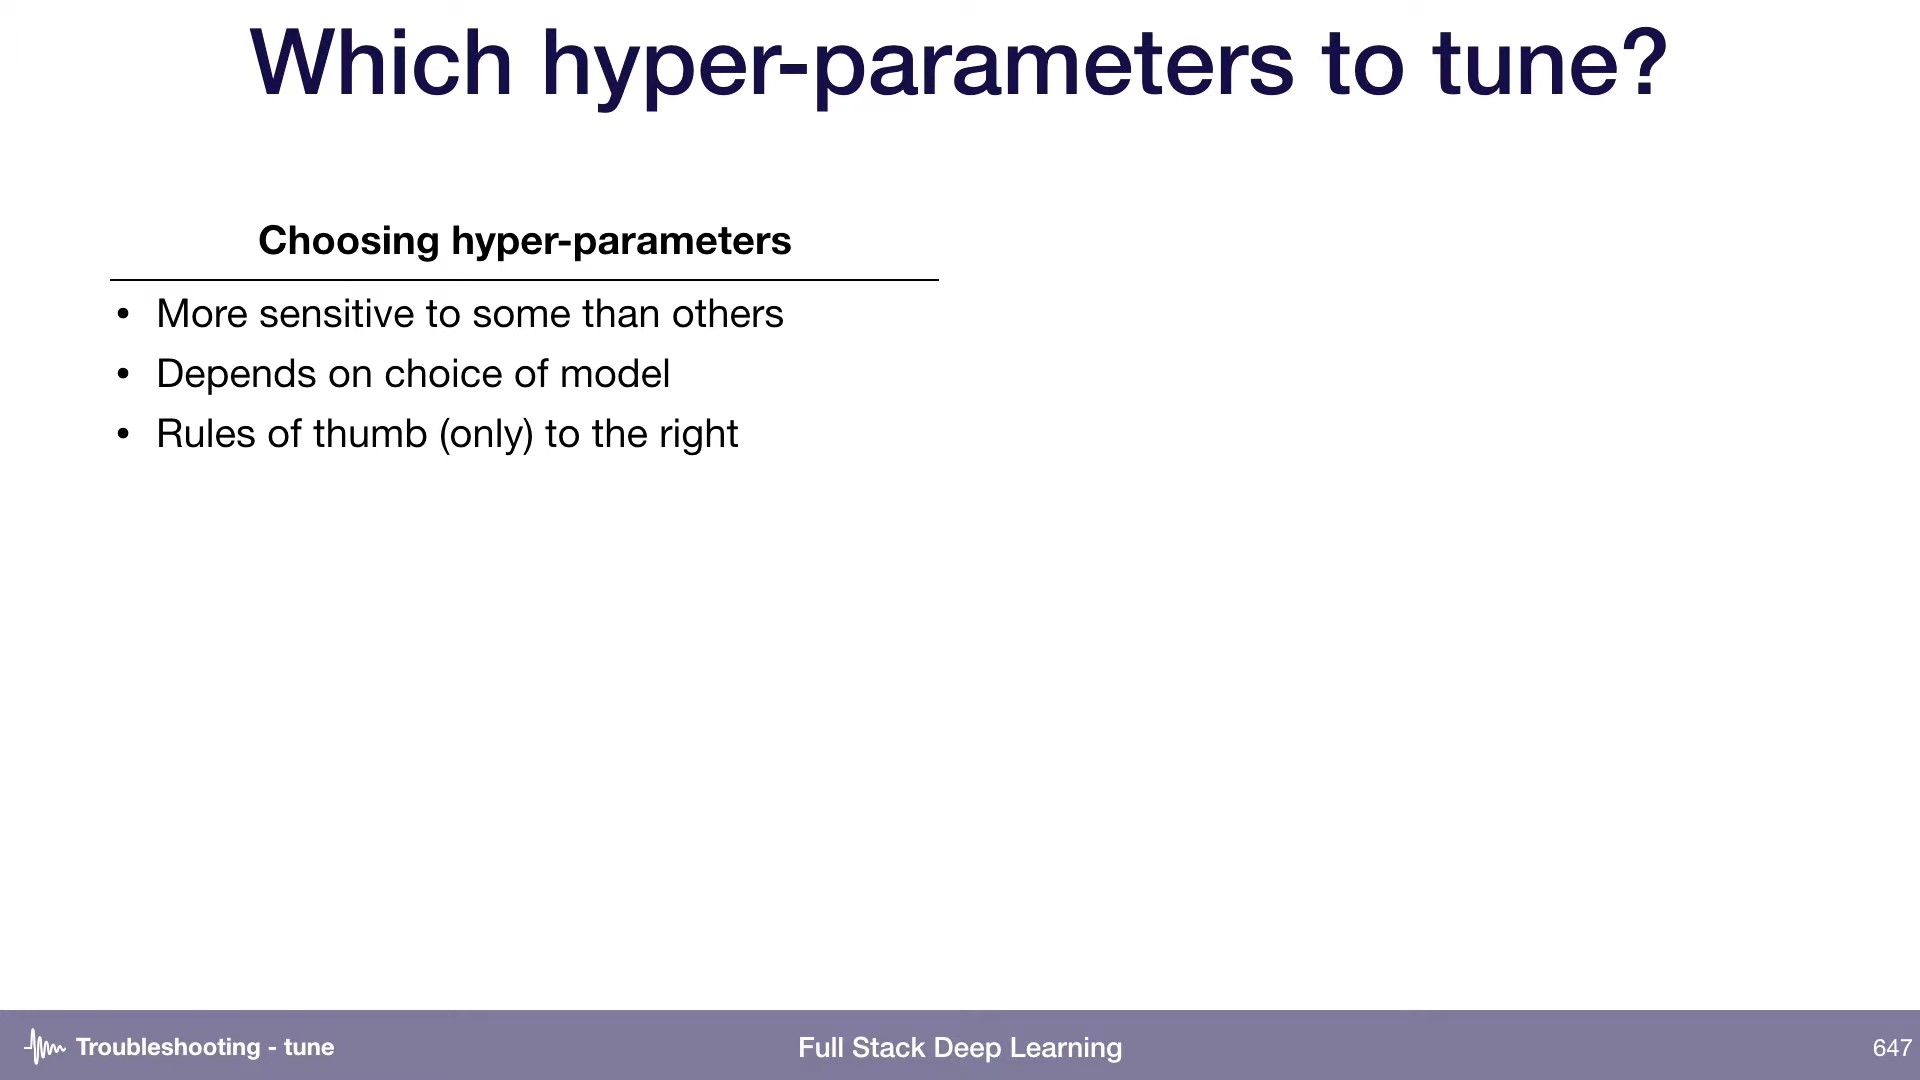 Which hyper-parameters to tune?
Choosing hyper-parameters
• More sensitive to some than others
• Depends on choice of model
• Rules of thumb (only) to the right
Troubleshooting - tune
Full Stack Deep Learning
647